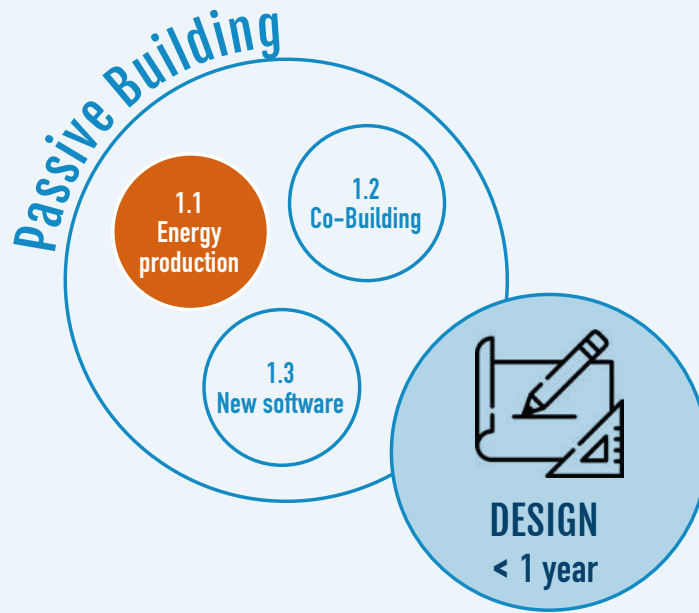 Passive Building
1.1
Energy
production
1.2
Co-Building
1.3
New software
DESIGN
< 1 year